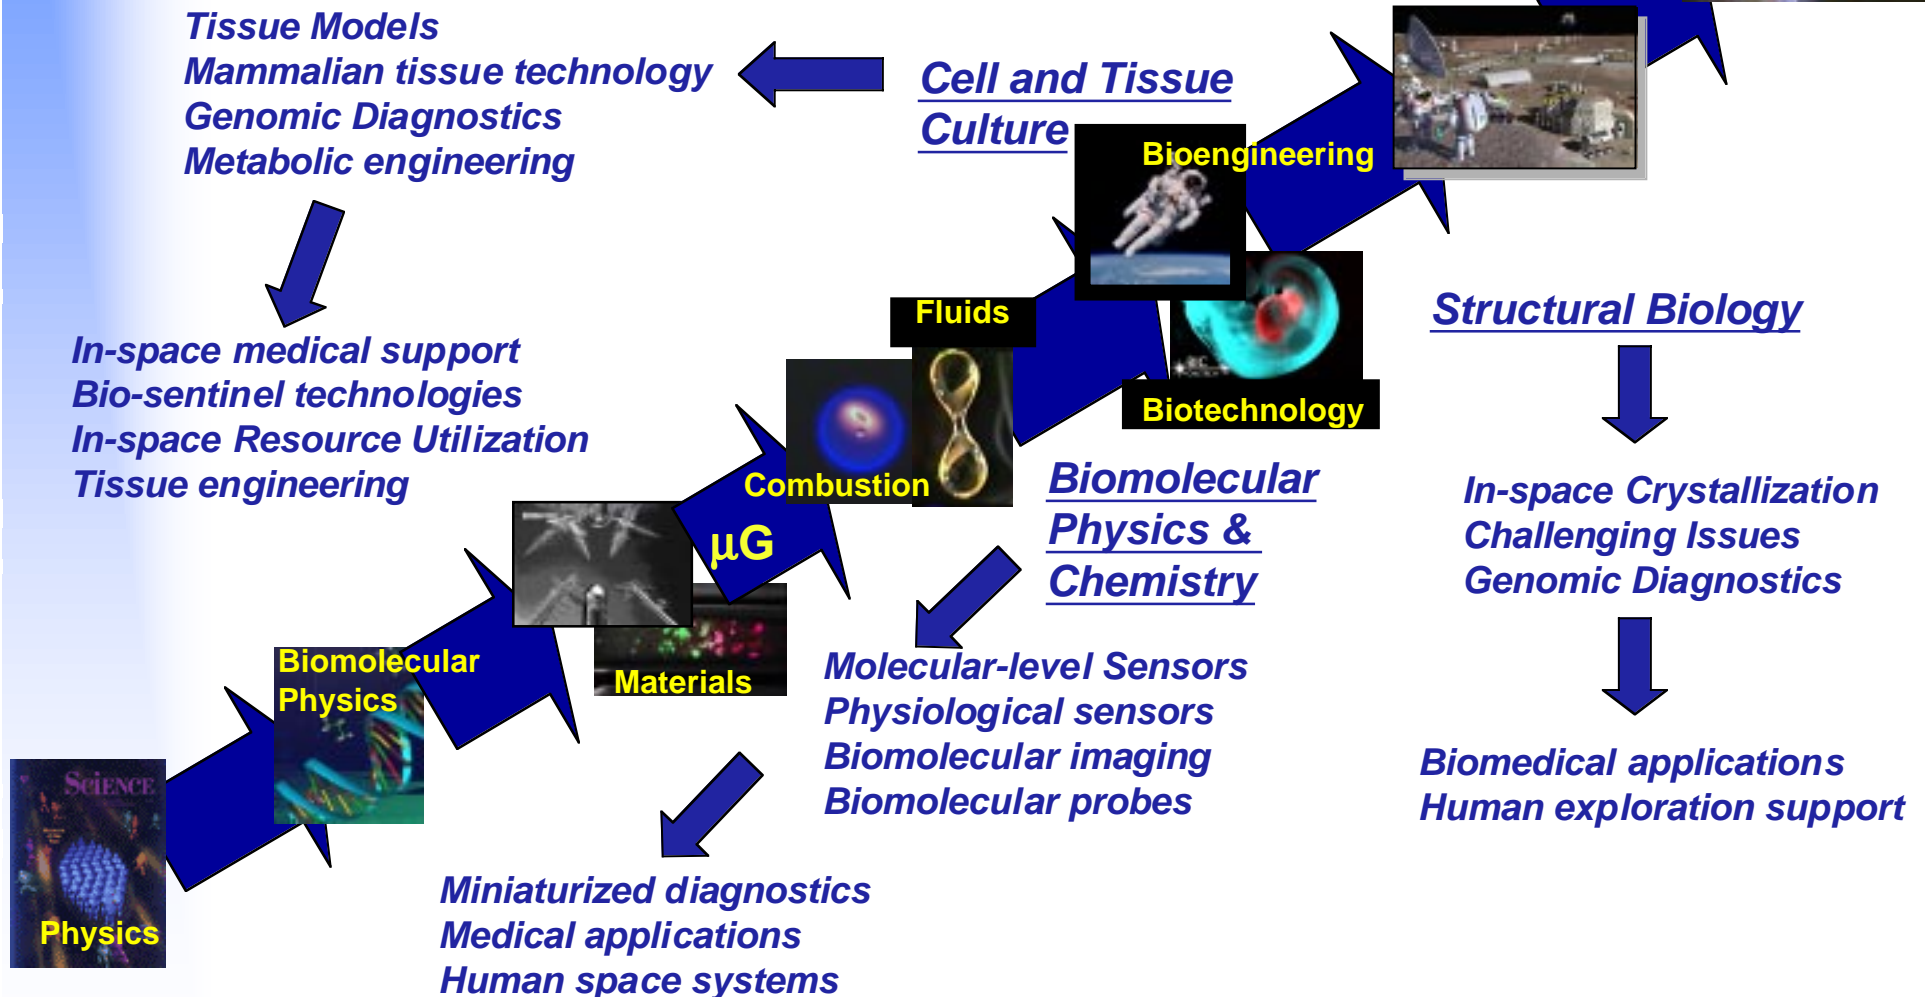 Tissue Models
Mammalian tissue technology
Genomic Diagnostics
Metabolic engineering
Cell and Tissue
Culture
Bioengineering
In-space medical support
Bio-sentinel technologies
In-space Resource Utilization
Tissue engineering
Fluids
Biotechnology
Combustion
μG
Structural Biology
In-space Crystallization
Challenging Issues
Genomic Diagnostics
Biomedical applications
Human exploration support
Biomolecular
Physics &
Chemistry
Molecular-level Sensors
Physiological sensors
Biomolecular imaging
Biomolecular probes
Miniaturized diagnostics
Medical applications
Human space systems
Materials
Biomolecular
Physics
SCIENCE
Physics